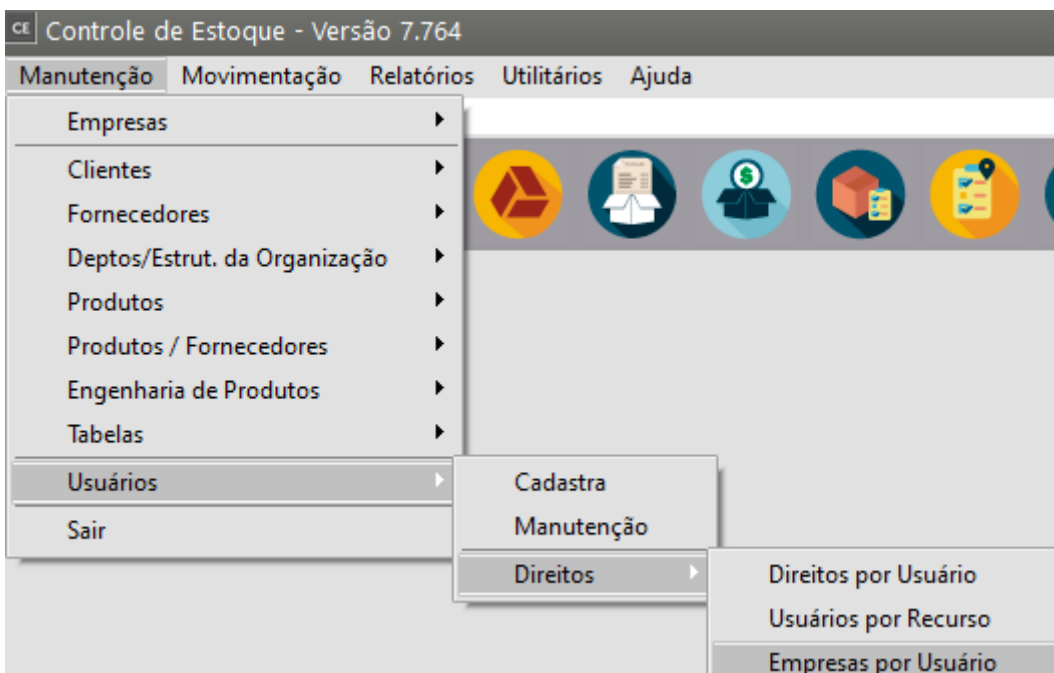 CE Controle de Estoque - Versão 7.764
Manutenção Movimentação Relatórios Utilitários Ajuda
Empresas
Clientes
Fornecedores
Deptos/Estrut. da Organização
Produtos
Produtos / Fornecedores
Engenharia de Produtos
Tabelas
Usuários
Sair
Cadastra
Manutenção
Direitos
Direitos por Usuário
Usuários por Recurso
Empresas por Usuário